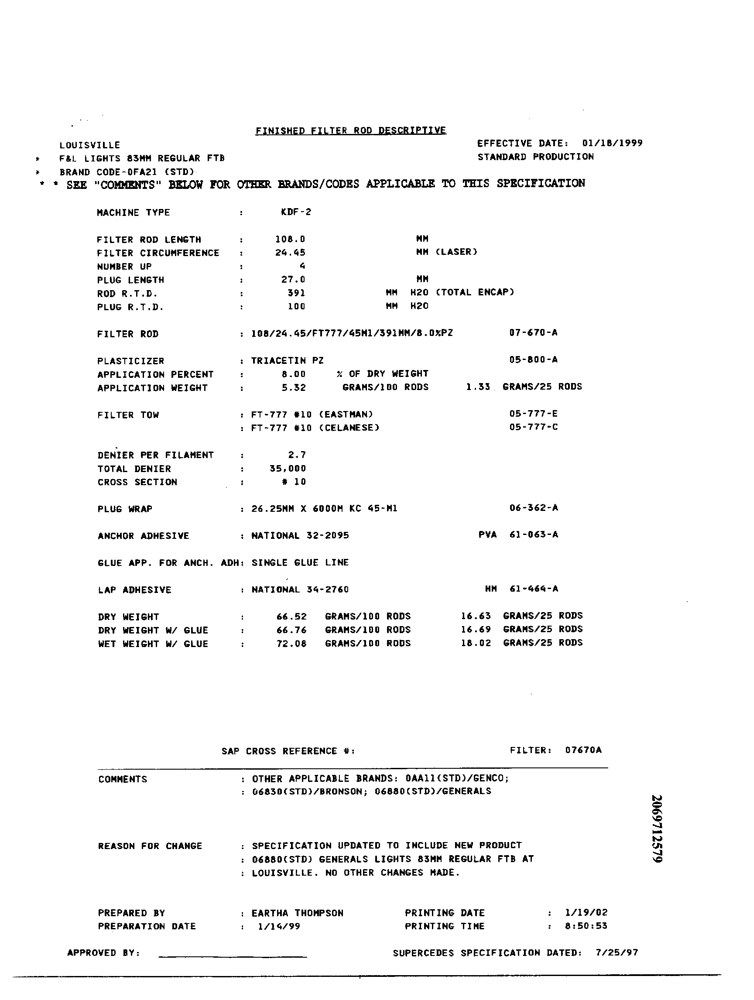 FINISHED FILTER ROD DESCRIPTIVE
LOUISVILLE EFFECTIVE DATE: 01/18/1999
* F&L LIGHTS 83MM REGULAR FTB STANDARD PRODUCTION
* BRAND CODE-0FA21 (STD)
* * SEE "COMMENTS" BELOW FOR OTHER BRANDS/CODES APPLICABLE TO THIS SPECIFICATION
MACHINE TYPE : KDF-2
FILTER ROD LENGTH : 108.0 MM
FILTER CIRCUMFERENCE : 24.45 MM (LASER)
NUMBER UP : 4
PLUG LENGTH : 27.0 MM
ROD R.T.D. : 391 MM H2O (TOTAL ENCAP)
PLUG R.T.D. : 100 MM H2O
FILTER ROD : 108/24.45/FT777/45M1/391MM/8.0%PZ 07-670-A
PLASTICIZER : TRIACETIN PZ 05-800-A
APPLICATION PERCENT : 8.00 % OF DRY WEIGHT
APPLICATION WEIGHT : 5.32 GRAMS/100 RODS 1.33 GRAMS/25 RODS
FILTER TOW : FT-777 #10 (EASTMAN) 05-777-E
: FT-777 #10 (CELANESE) 05-777-C
DENIER PER FILAMENT : 2.7
TOTAL DENIER : 35,000
CROSS SECTION : # 10
PLUG WRAP : 26.25MM X 6000M KC 45-M1 06-362-A
ANCHOR ADHESIVE : NATIONAL 32-2095 PVA 61-063-A
GLUE APP. FOR ANCH. ADH: SINGLE GLUE LINE
LAP ADHESIVE : NATIONAL 34-2760 HM 61-464-A
DRY WEIGHT : 66.52 GRAMS/100 RODS 16.63 GRAMS/25 RODS
DRY WEIGHT W/ GLUE : 66.76 GRAMS/100 RODS 16.69 GRAMS/25 RODS
WET WEIGHT W/ GLUE : 72.08 GRAMS/100 RODS 18.02 GRAMS/25 RODS
SAP CROSS REFERENCE #: FILTER: 07670A
COMMENTS : OTHER APPLICABLE BRANDS: 0AA11(STD)/GENCO;
: 06830(STD)/BRONSON; 06880(STD)/GENERALS
REASON FOR CHANGE : SPECIFICATION UPDATED TO INCLUDE NEW PRODUCT
: 06880(STD) GENERALS LIGHTS 83MM REGULAR FTB AT
: LOUISVILLE. NO OTHER CHANGES MADE.
PREPARED BY : EARTHA THOMPSON PRINTING DATE : 1/19/02
PREPARATION DATE : 1/14/99 PRINTING TIME : 8:50:53
APPROVED BY: SUPERCEDES SPECIFICATION DATED: 7/25/97
2069712579